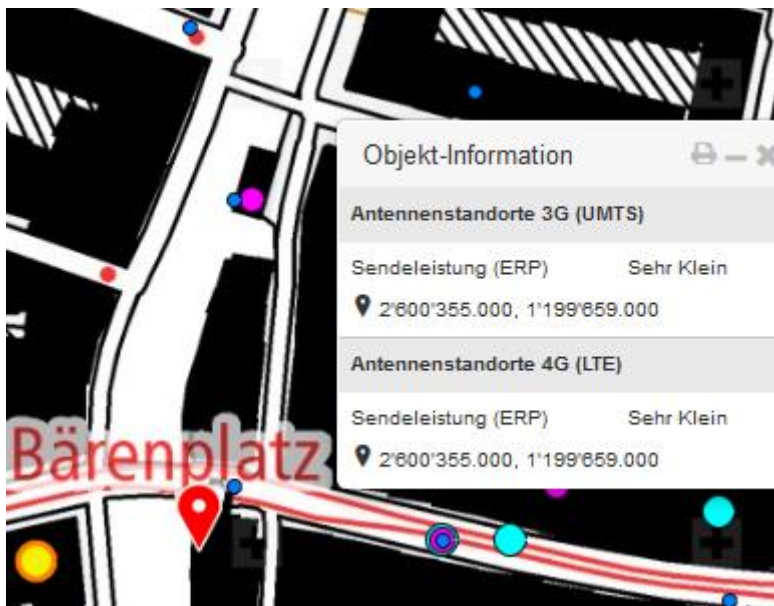 Objekt-Information
Antennenstandorte 3G (UMTS)
Sendeleistung (ERP) Sehr Klein
2'600'355.000, 1'199'659.000
Antennenstandorte 4G (LTE)
Sendeleistung (ERP) Sehr Klein
2'600'355.000, 1'199'659.000
Bärenplatz